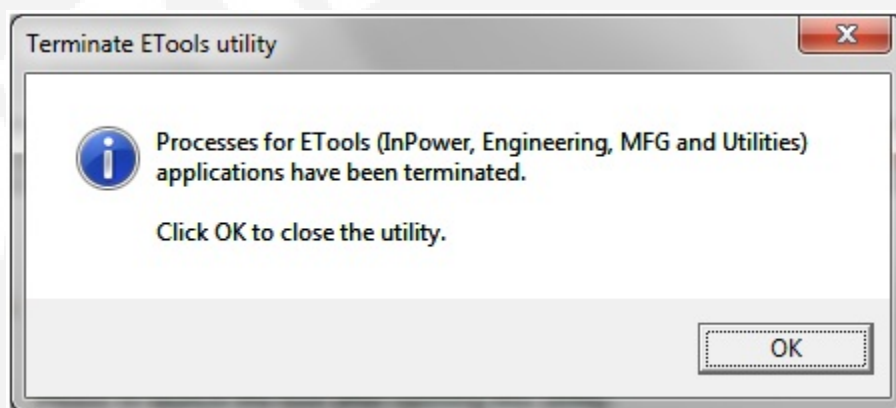 Terminate ETools utility
Processes for ETools (InPower, Engineering, MFG and Utilities)
applications have been terminated.
Click OK to close the utility.
OK